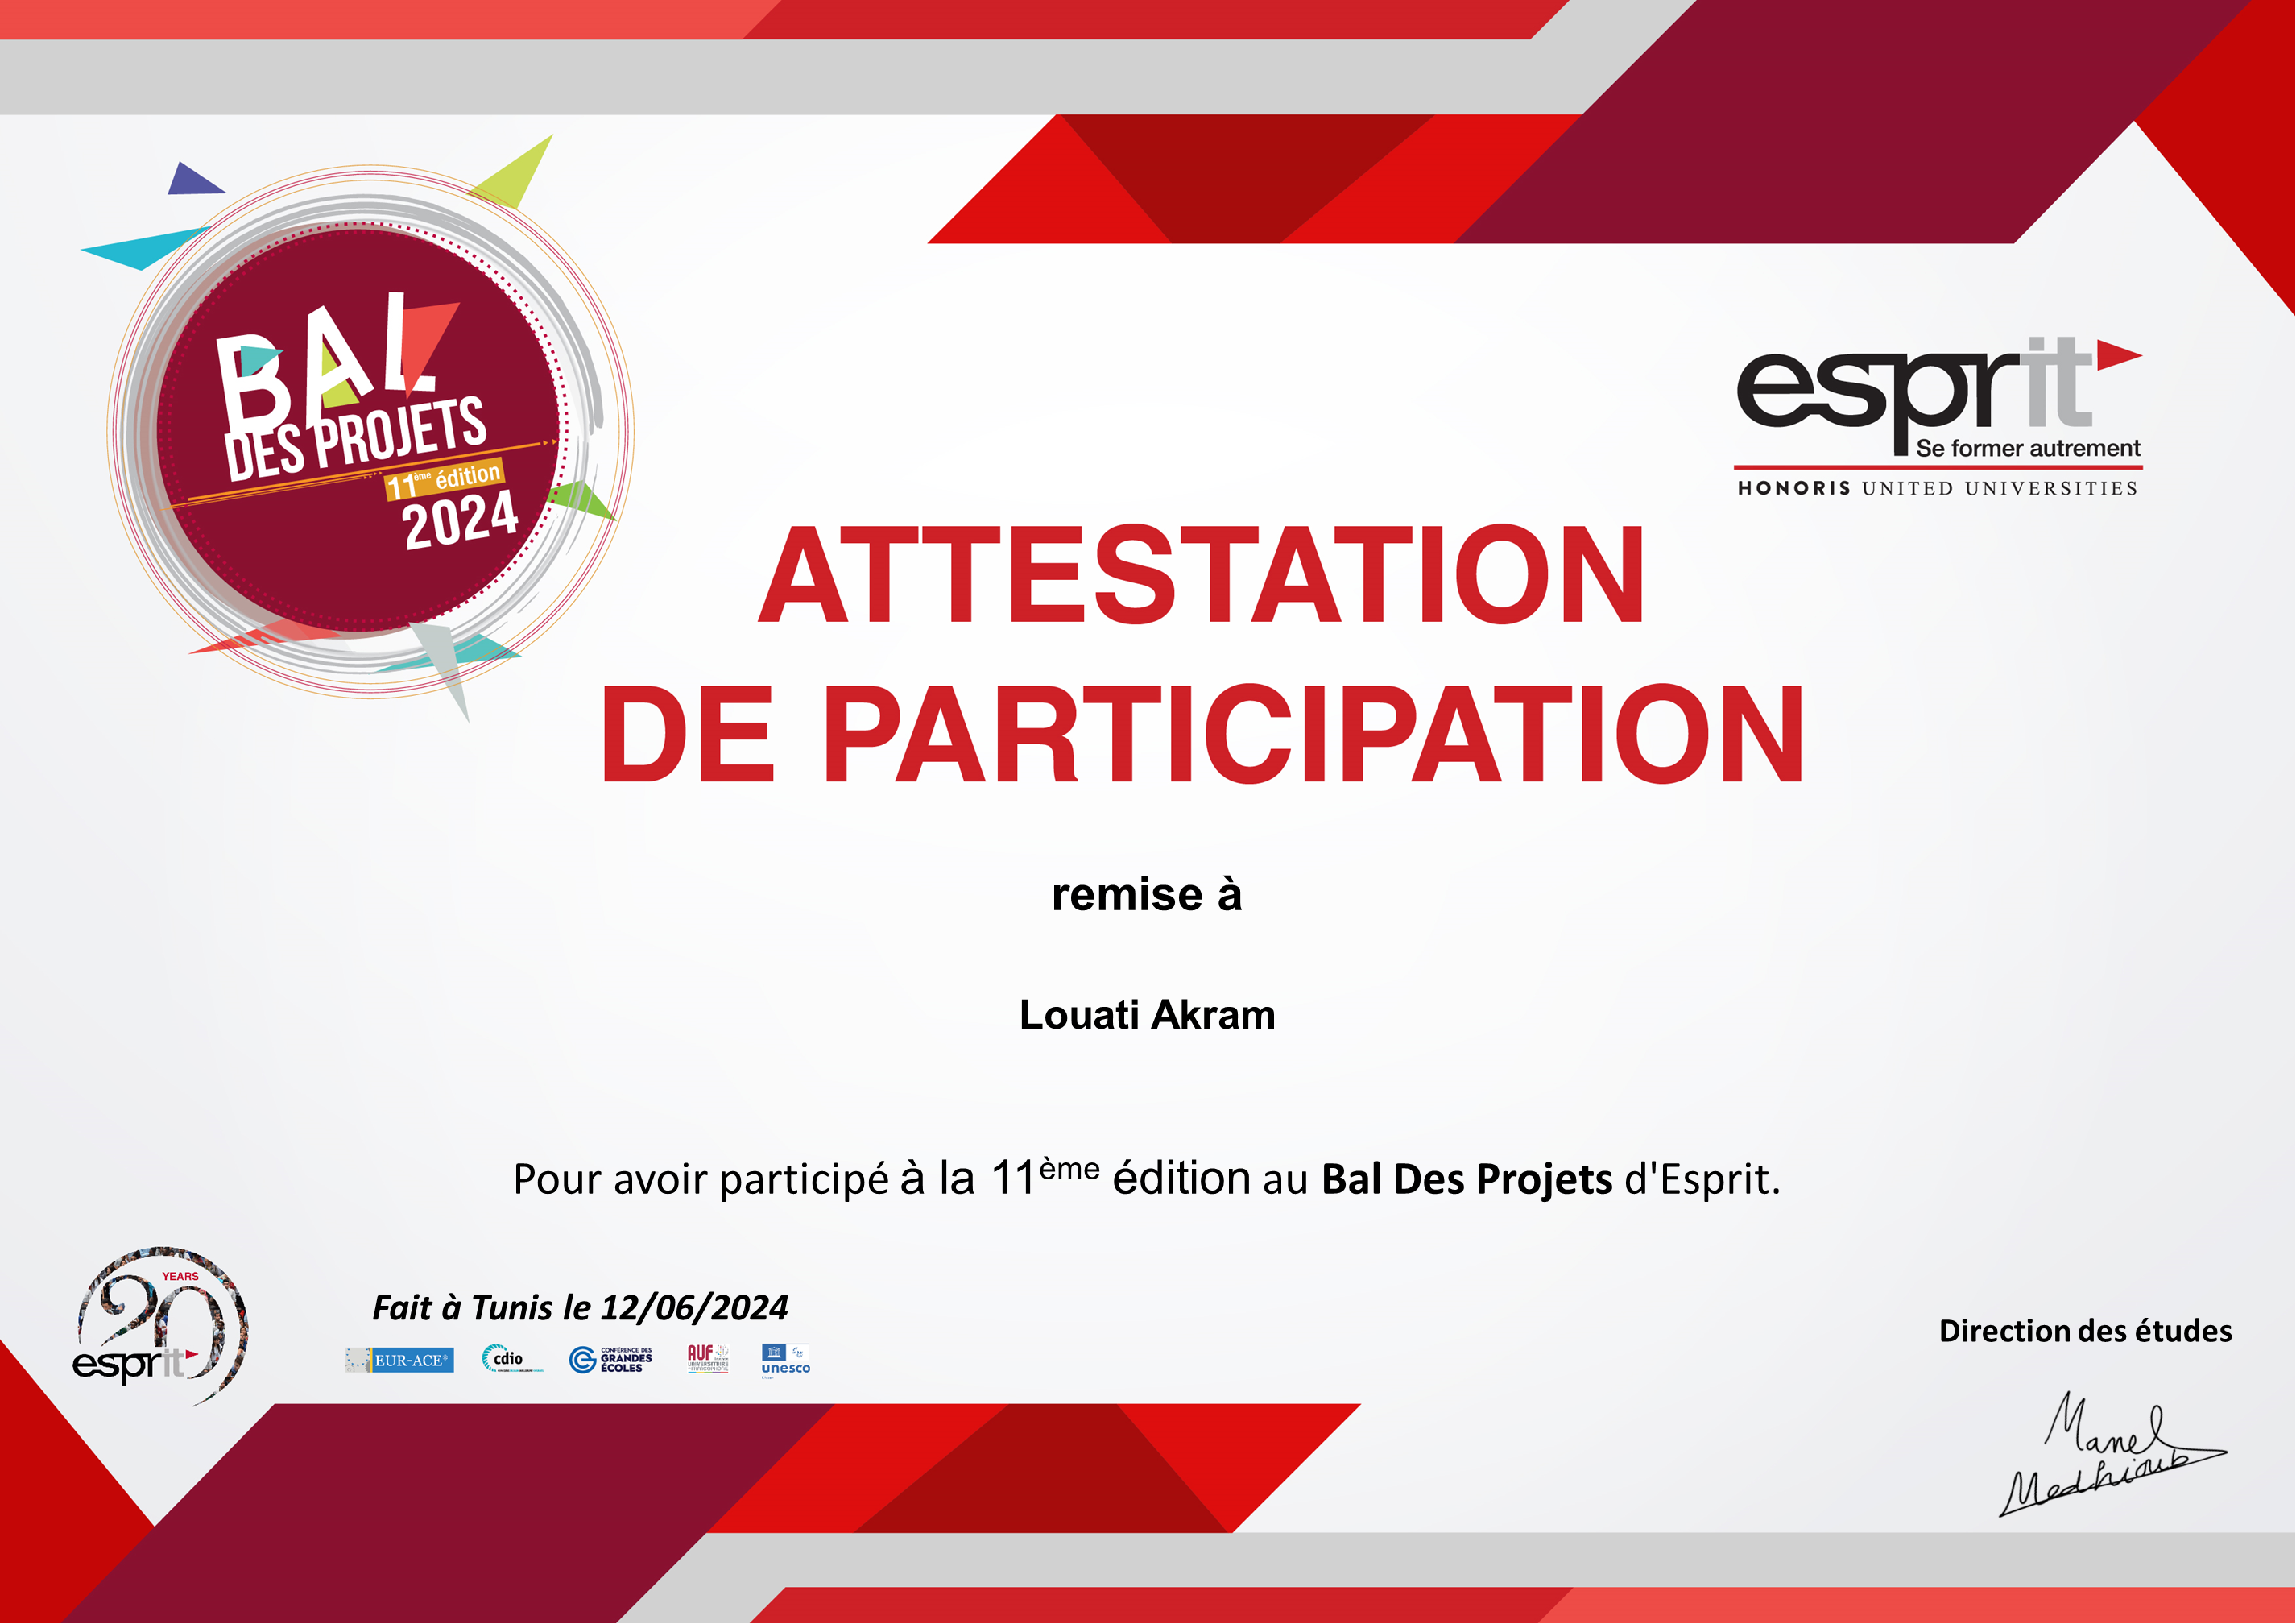 BAL
DES PROJETS
11ème édition
2024
esprit
Se former autrement
HONORIS UNITED UNIVERSITIES
ATTESTATION
DE PARTICIPATION
remise à
Louati Akram
Pour avoir participé à la 11ème édition au Bal Des Projets d'Esprit.
20 YEARS
esprit
Fait à Tunis le 12/06/2024
EUR-ACE®
cdio
CONFÉRENCE DES
GRANDES
ÉCOLES
AUF
unesco
Direction des études
Manel
Medhioub